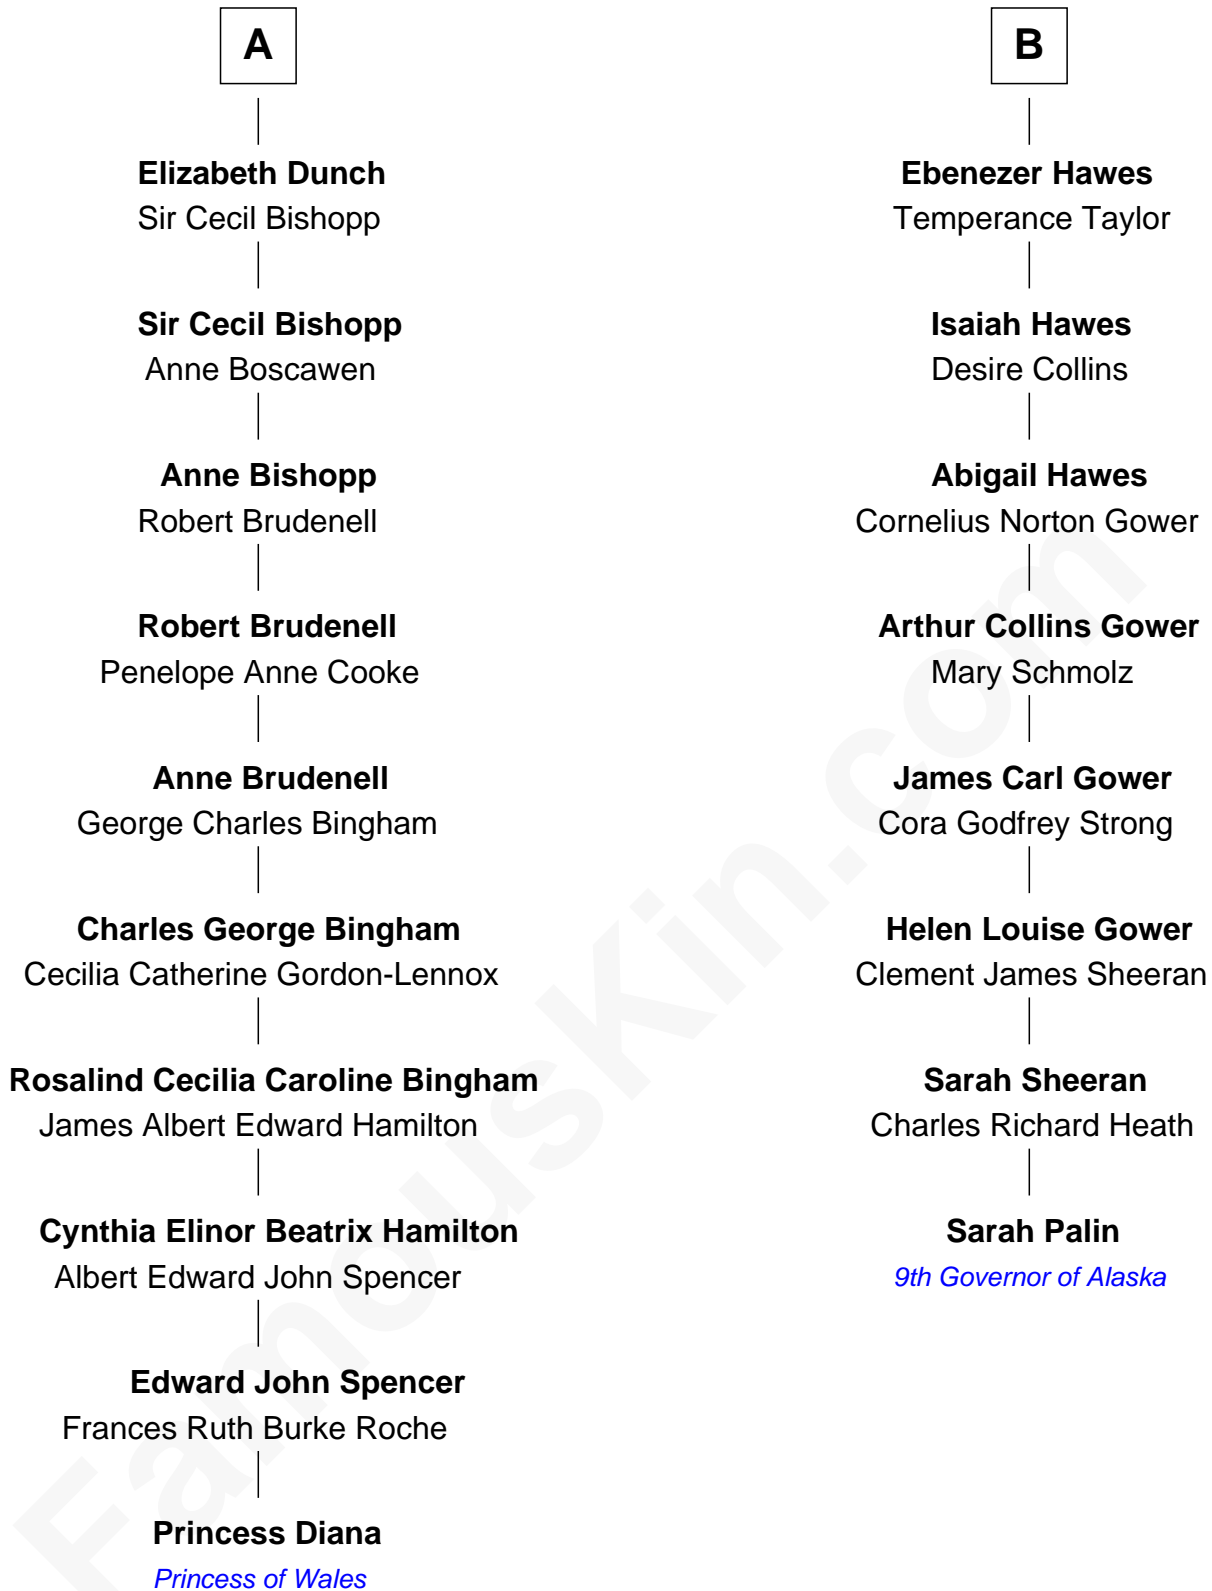 A
Elizabeth Dunch
Sir Cecil Bishopp
Sir Cecil Bishopp
Anne Boscawen
Anne Bishopp
Robert Brudenell
Robert Brudenell
Penelope Anne Cooke
Anne Brudenell
George Charles Bingham
Charles George Bingham
Cecilia Catherine Gordon-Lennox
Rosalind Cecilia Caroline Bingham
James Albert Edward Hamilton
Cynthia Elinor Beatrix Hamilton
Albert Edward John Spencer
Edward John Spencer
Frances Ruth Burke Roche
Princess Diana
Princess of Wales
B
Ebenezer Hawes
Temperance Taylor
Isaiah Hawes
Desire Collins
Abigail Hawes
Cornelius Norton Gower
Arthur Collins Gower
Mary Schmolz
James Carl Gower
Cora Godfrey Strong
Helen Louise Gower
Clement James Sheeran
Sarah Sheeran
Charles Richard Heath
Sarah Palin
9th Governor of Alaska
FamousKin.com